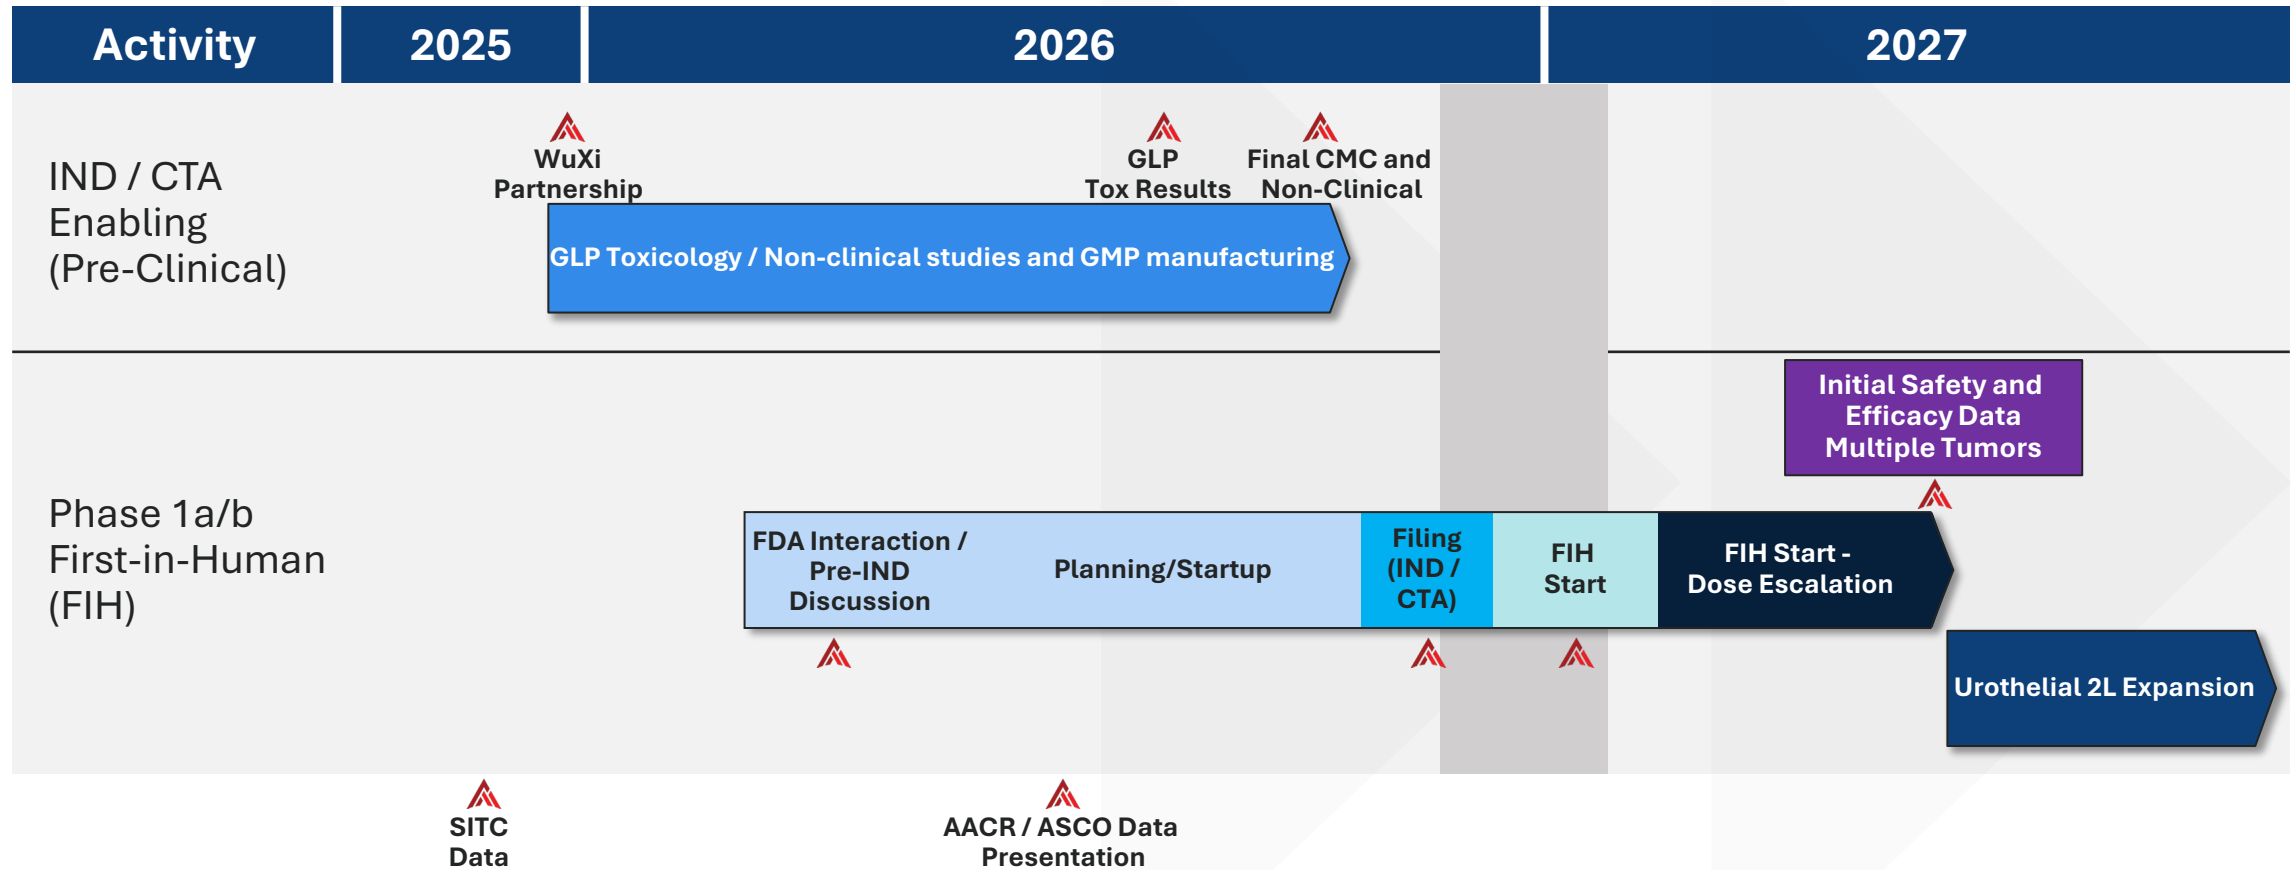 Activity
2025
2026
2027
IND / CTA
Enabling
(Pre-Clinical)
WuXi
Partnership
GLP
Tox Results
Final CMC and
Non-Clinical
GLP Toxicology / Non-clinical studies and GMP manufacturing
Phase 1a/b
First-in-Human
(FIH)
Initial Safety and
Efficacy Data
Multiple Tumors
FDA Interaction /
Pre-IND
Discussion
Planning/Startup
Filing
(IND /
CTA)
FIH
Start
FIH Start -
Dose Escalation
Urothelial 2L Expansion
SITC
Data
AACR / ASCO Data
Presentation